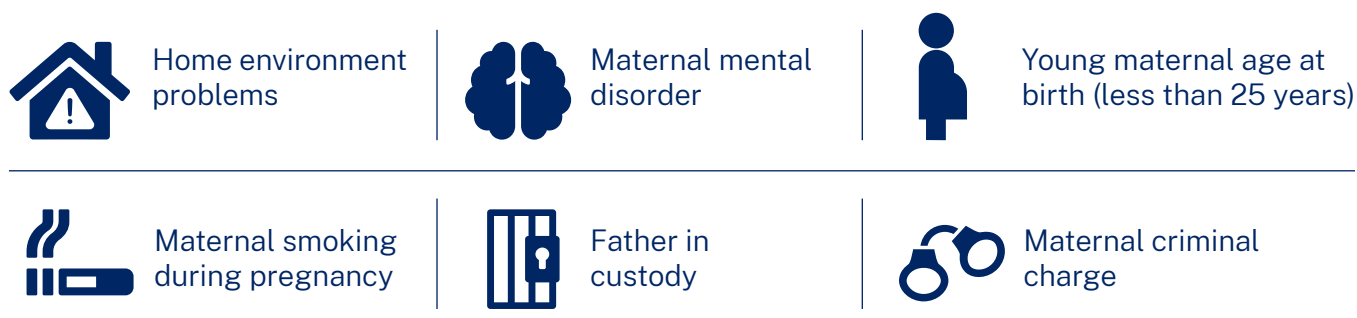 Home environment
problems
Maternal mental
disorder
Young maternal age at
birth (less than 25 years)
Maternal smoking
during pregnancy
Father in
custody
Maternal criminal
charge